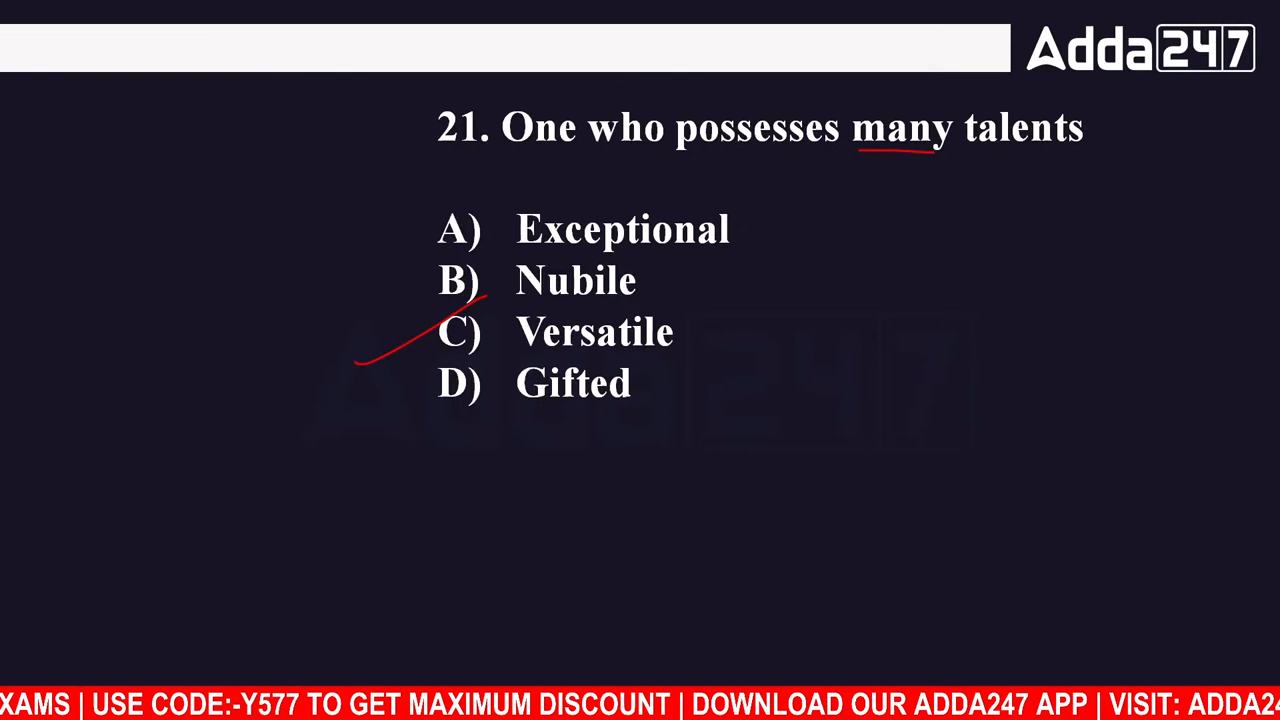 Adda247
21. One who possesses many talents
A) Exceptional
B) Nubile
C) Versatile
D) Gifted
Adda247
XAMS | USE CODE:-Y577 TO GET MAXIMUM DISCOUNT | DOWNLOAD OUR ADDA247 APP | VISIT: ADDA24